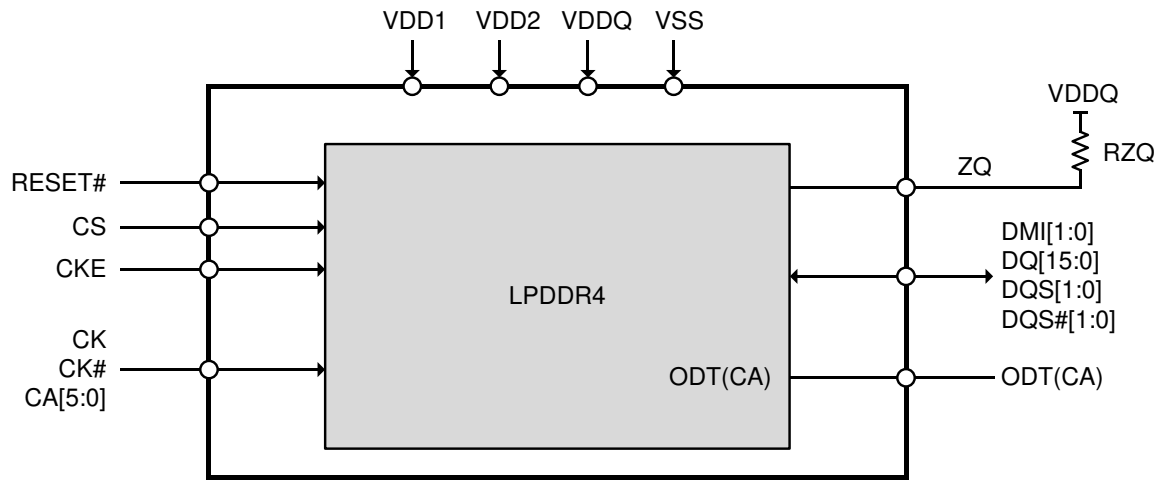 VDD1 VDD2 VDDQ VSS
VDDQ
RZQ
ZQ
RESET#
CS
CKE
CK
CK#
CA[5:0]
LPDDR4
DMI[1:0]
DQ[15:0]
DQS[1:0]
DQS#[1:0]
ODT(CA) ODT(CA)